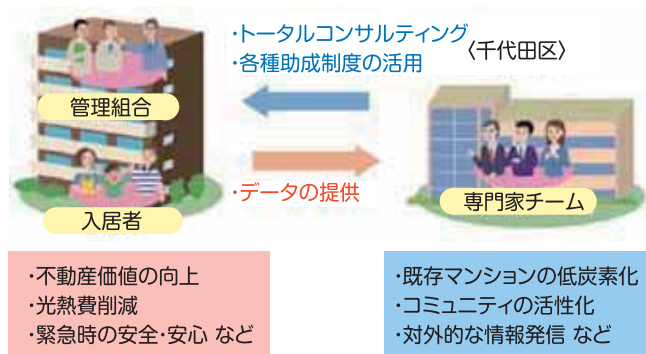 ・トータルコンサルティング
・各種助成制度の活用
〈千代田区〉
管理組合
・データの提供
入居者
専門家チーム
・不動産価値の向上
・光熱費削減
・緊急時の安全・安心 など
・既存マンションの低炭素化
・コミュニティの活性化
・対外的な情報発信 など